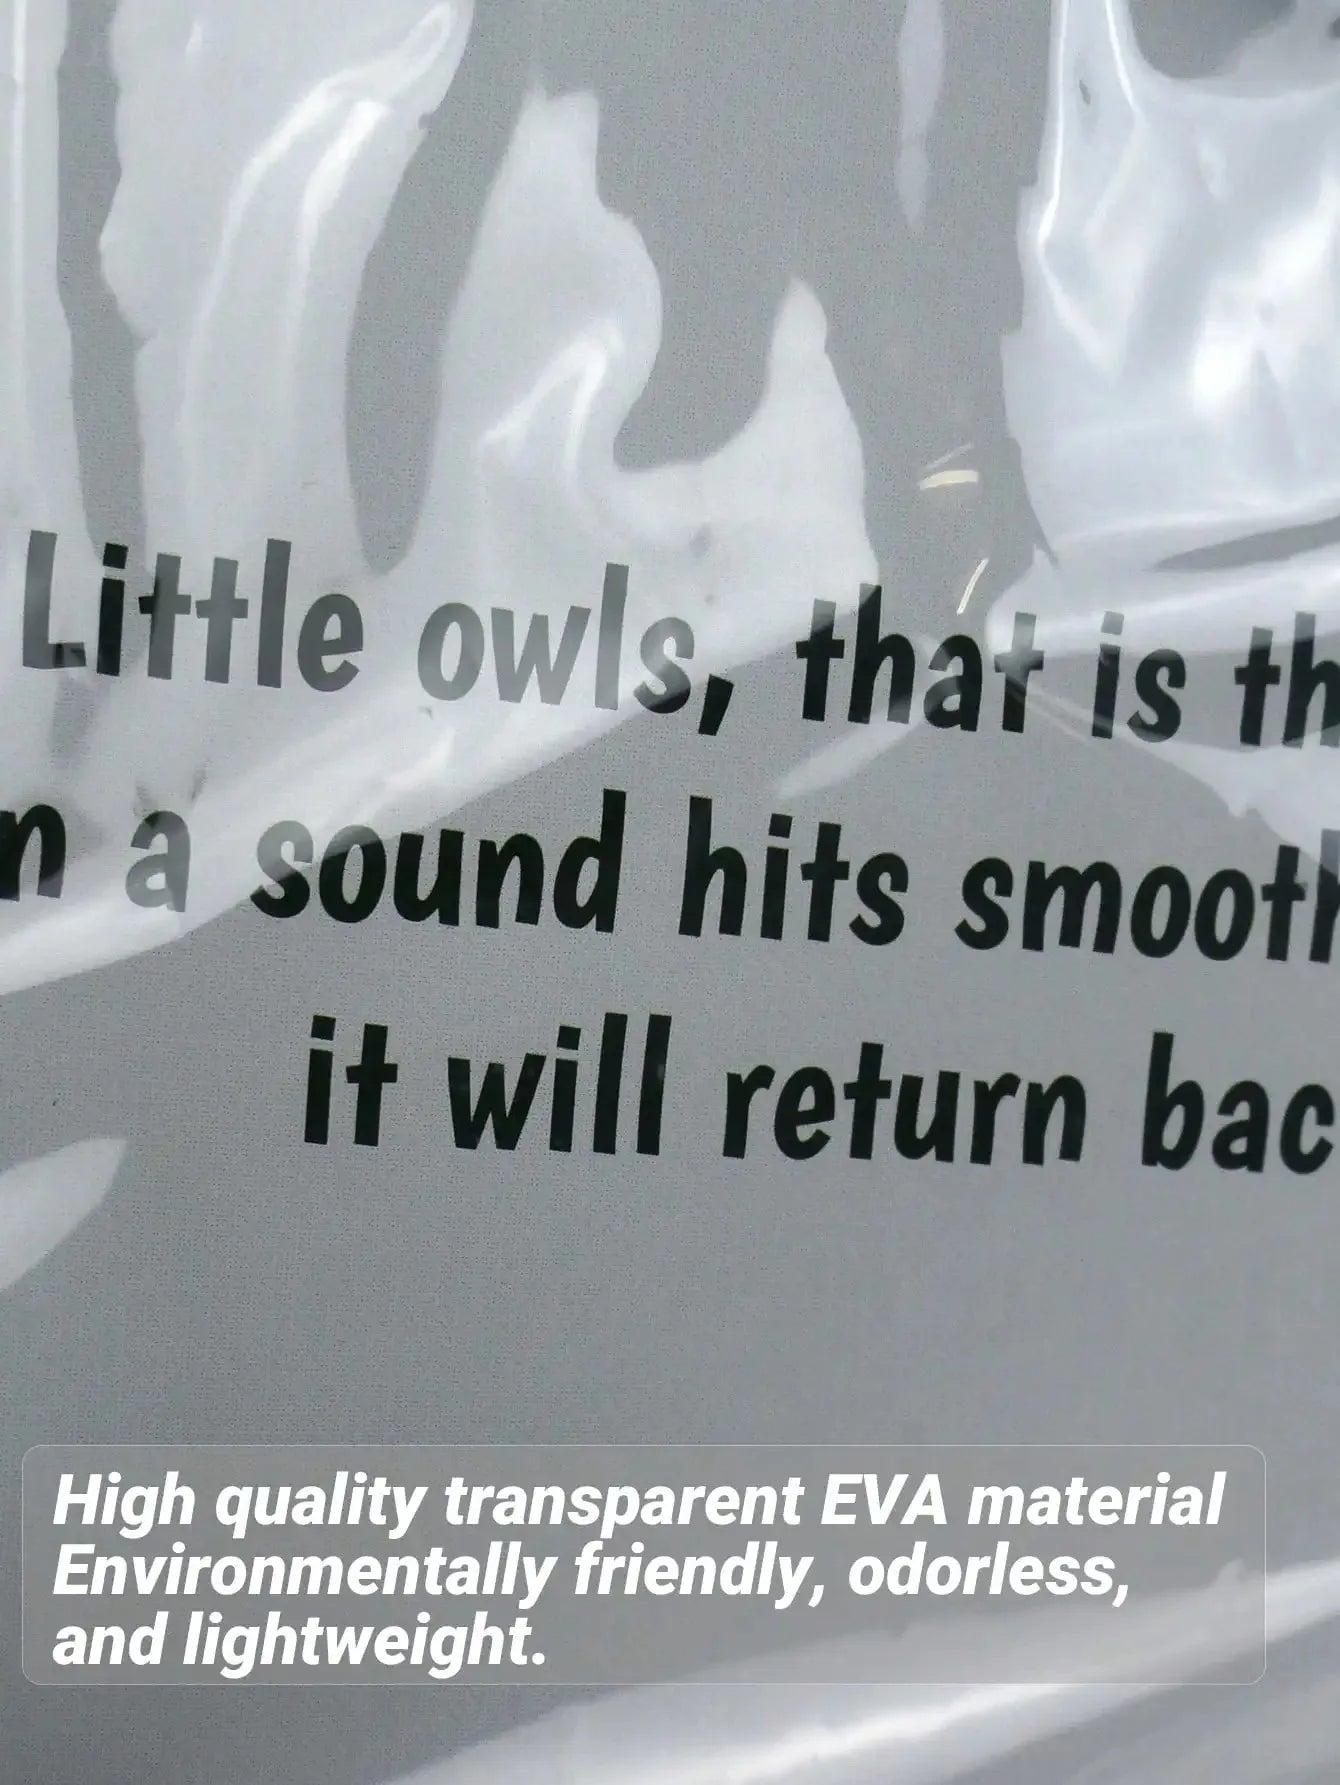 Little owls, that is th
n a sound hits smooth
it will return bac
High quality transparent EVA material
Environmentally friendly, odorless,
and lightweight.